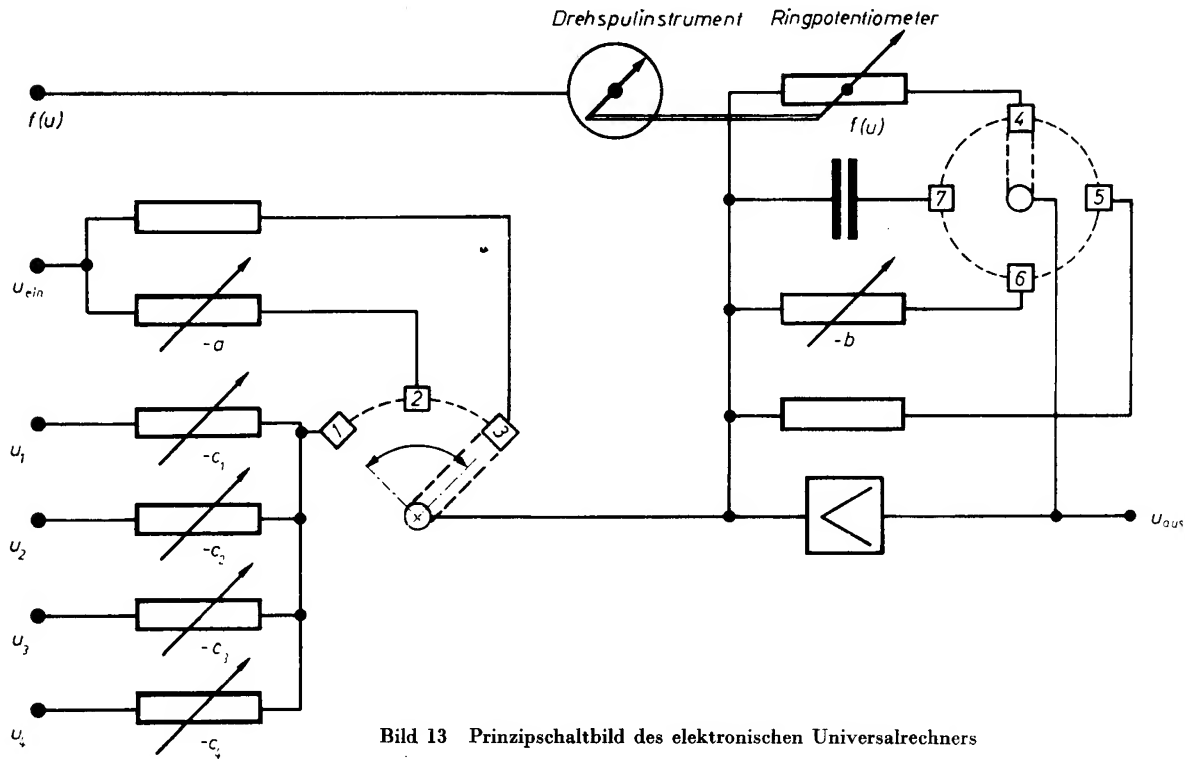 Drehspulinstrument Ringpotentiometer
f(u)
f(u)
4
7
5
6
u_ein
-a
-b
u_1
-c_1
1
2
3
u_2
-c_2
u_aus
u_3
-c_3
u_4
-c_4
Bild 13 Prinzipschaltbild des elektronischen Universalrechners